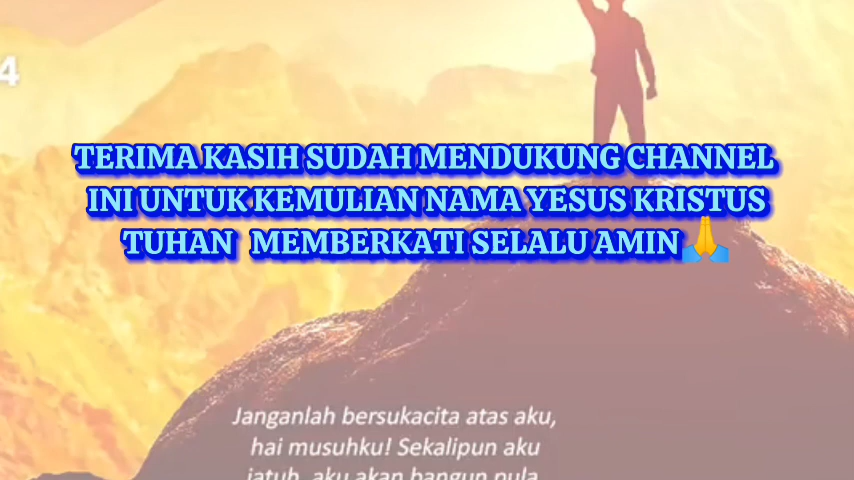 4
TERIMA KASIH SUDAH MENDUKUNG CHANNEL
INI UNTUK KEMULIAN NAMA YESUS KRISTUS
TUHAN MEMBERKATI SELALU AMIN 🙏
Janganlah bersukacita atas aku,
hai musuhku! Sekalipun aku
jatuh, aku akan bangun pula,